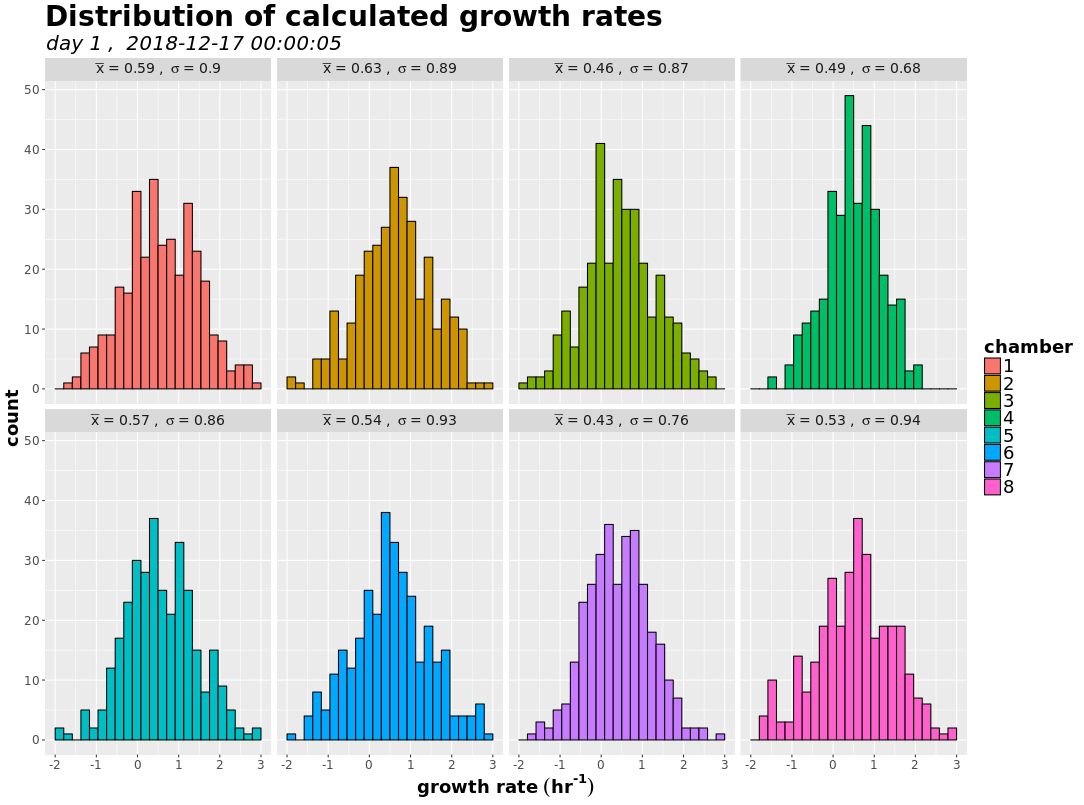 Distribution of calculated growth rates
day 1 , 2018-12-17 00:00:05
x̅ = 0.59 , σ = 0.9
x̅ = 0.63 , σ = 0.89
x̅ = 0.46 , σ = 0.87
x̅ = 0.49 , σ = 0.68
50
40
30
20
10
0
x̅ = 0.57 , σ = 0.86
x̅ = 0.54 , σ = 0.93
x̅ = 0.43 , σ = 0.76
x̅ = 0.53 , σ = 0.94
50
40
30
20
10
0
-2 -1 0 1 2 3
-2 -1 0 1 2 3
-2 -1 0 1 2 3
-2 -1 0 1 2 3
count
growth rate (hr⁻¹)
chamber
1
2
3
4
5
6
7
8